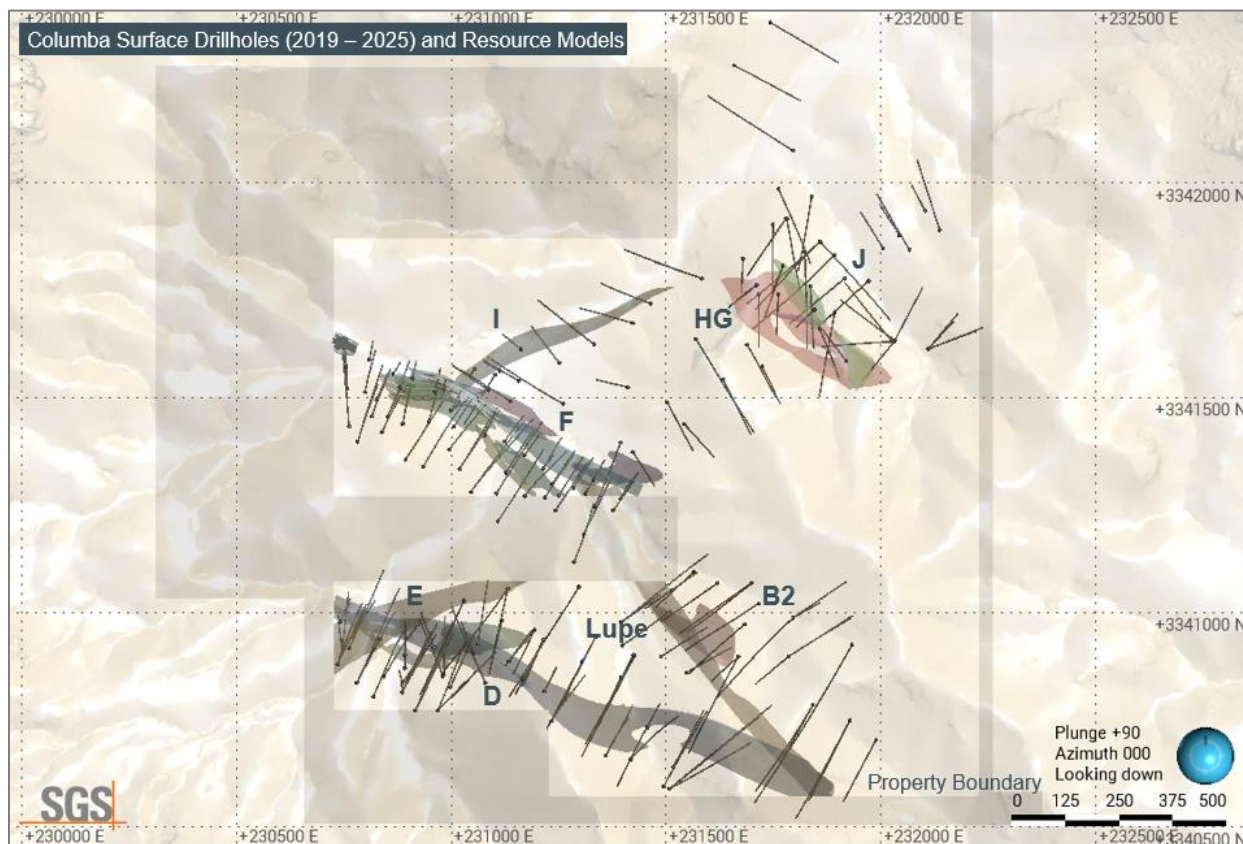 +230000 E +230500 E +231000 E +231500 E +232000 E +232500 E
Columba Surface Drillholes (2019 – 2025) and Resource Models
+3342000 N
J
HG
I
+3341500 N
F
E
B2
+3341000 N
Lupe
D
Plunge +90
Azimuth 000
Looking down
Property Boundary
0 125 250 375 500
SGS
+230000 E +230500 E +231000 E +231500 E +232000 E +232500 E
+3340500 N